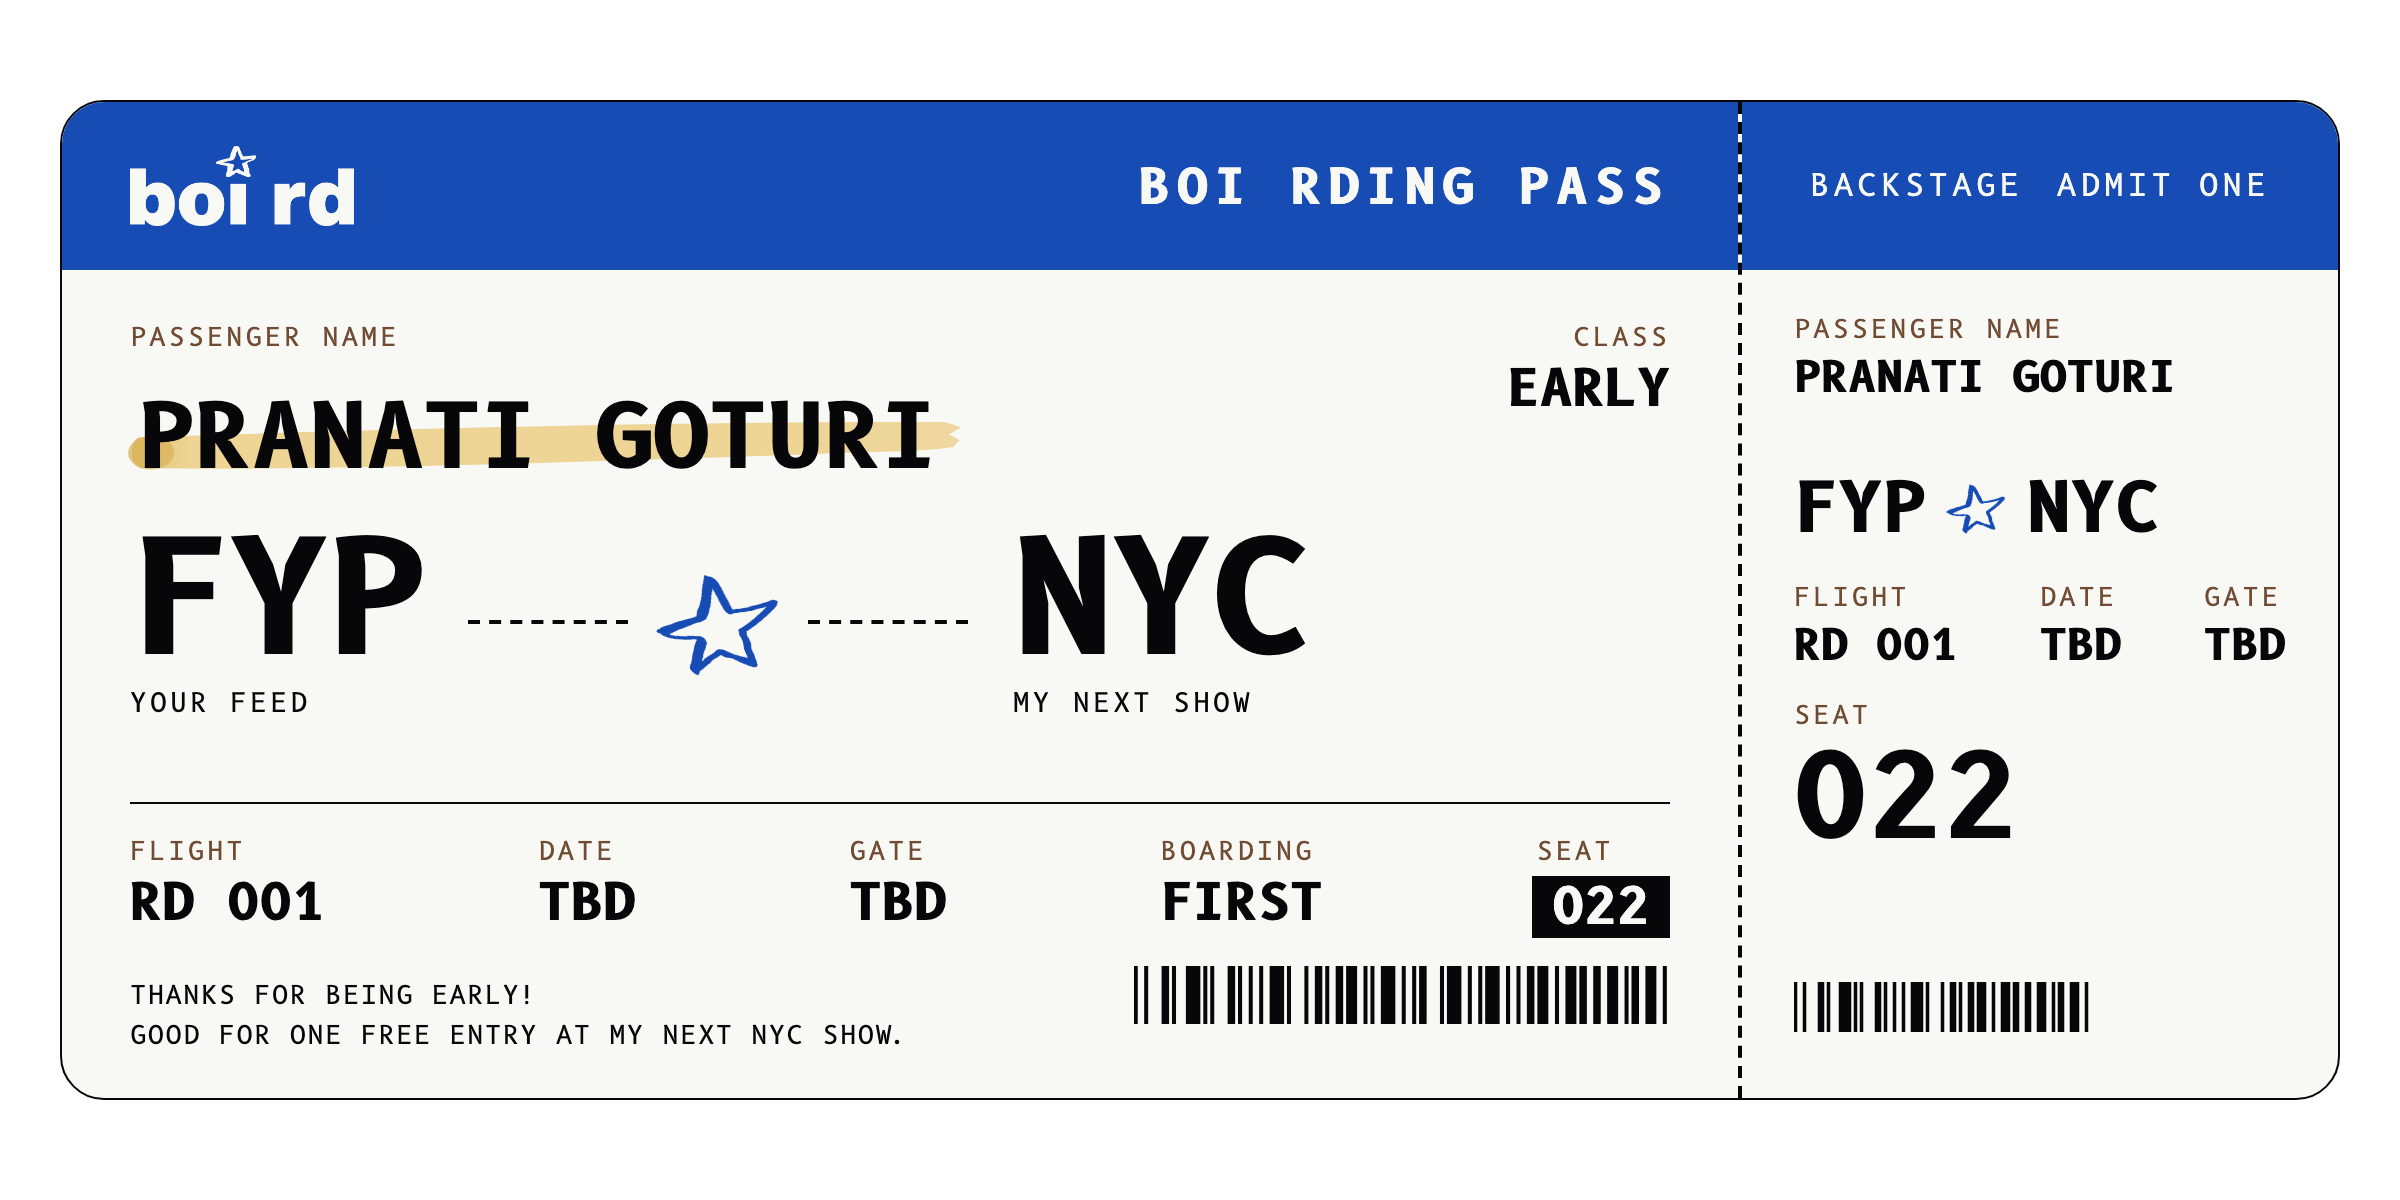 boi rd
BOI RDING PASS
PASSENGER NAME
PRANATI GOTURI
CLASS
EARLY
FYP
NYC
YOUR FEED
MY NEXT SHOW
FLIGHT
RD 001
DATE
TBD
GATE
TBD
BOARDING
FIRST
SEAT
022
THANKS FOR BEING EARLY!
GOOD FOR ONE FREE ENTRY AT MY NEXT NYC SHOW.
BACKSTAGE ADMIT ONE
PASSENGER NAME
PRANATI GOTURI
FYP NYC
FLIGHT
RD 001
DATE
TBD
GATE
TBD
SEAT
022